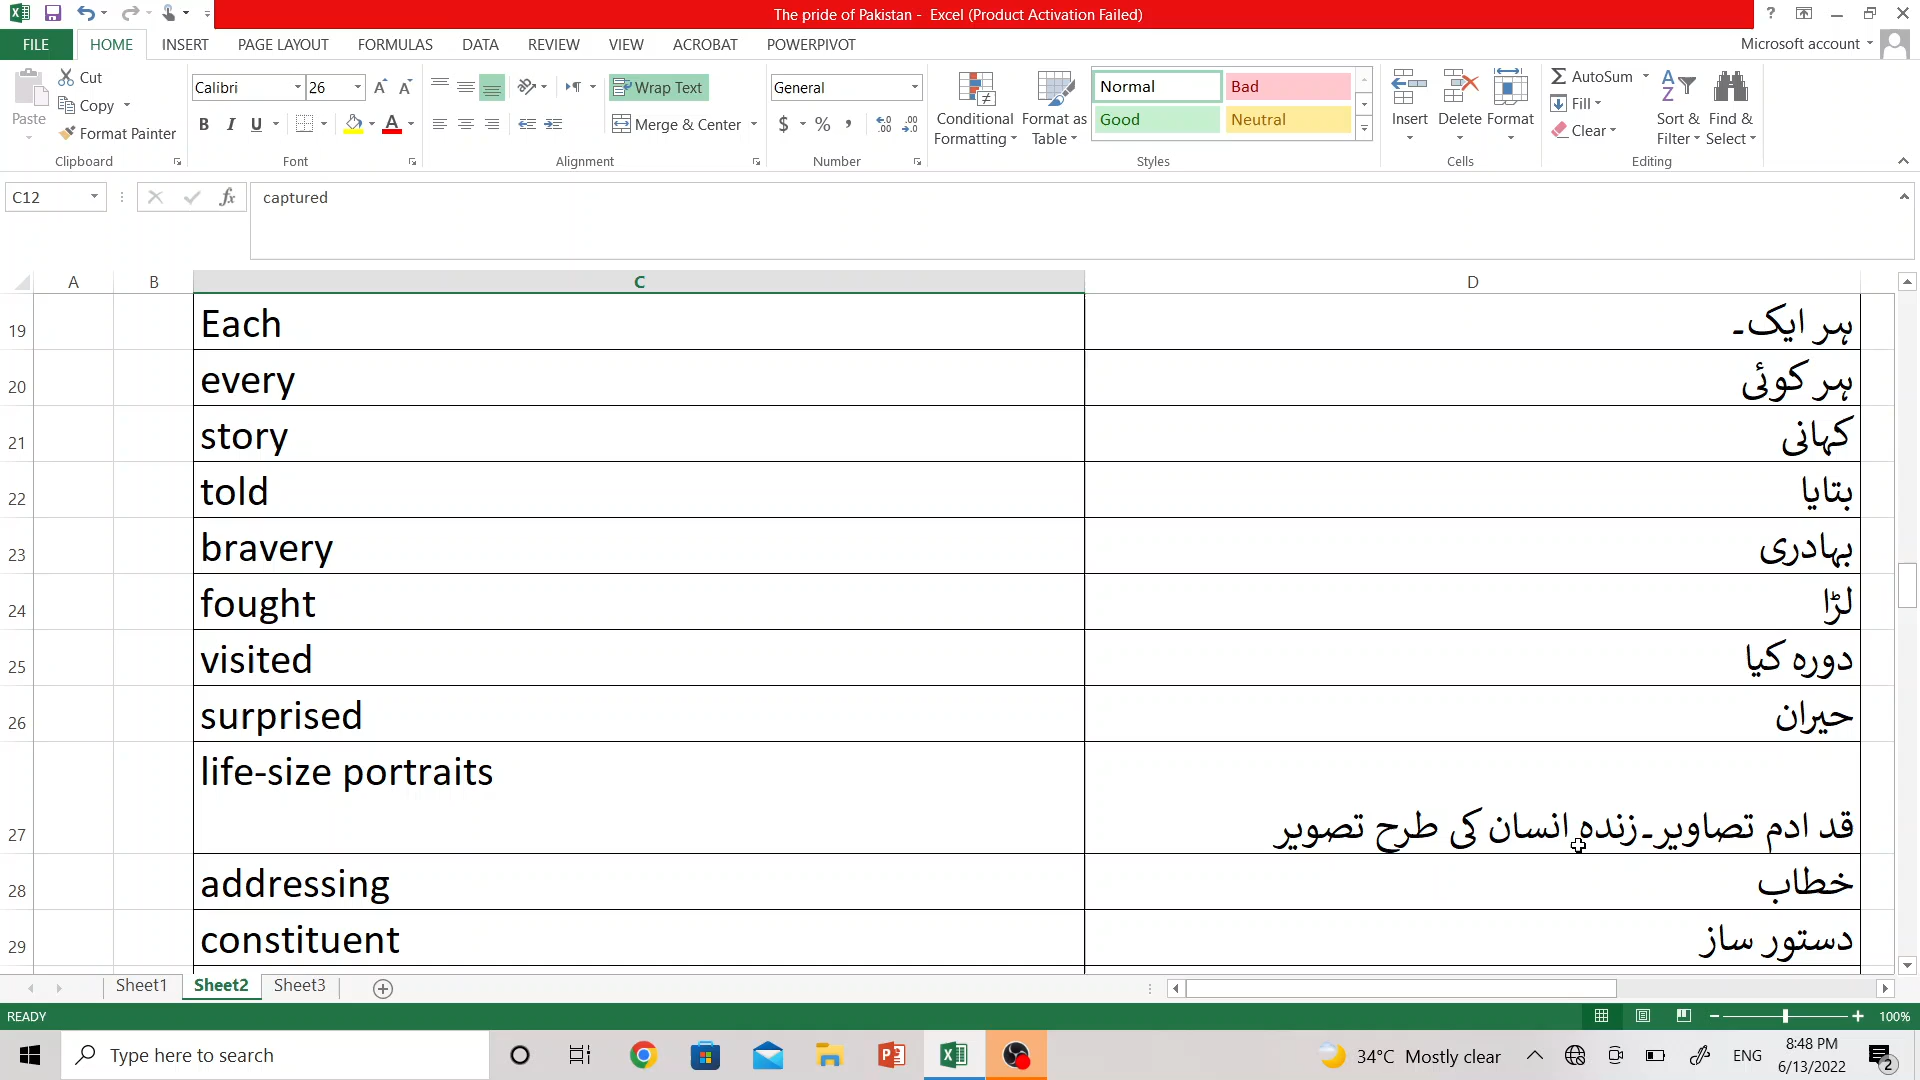 The pride of Pakistan - Excel (Product Activation Failed)
FILE HOME INSERT PAGE LAYOUT FORMULAS DATA REVIEW VIEW ACROBAT POWERPIVOT Microsoft account
Paste Cut Copy Format Painter Clipboard
Calibri 26 B I U A A Font
Wrap Text Merge & Center Alignment
General $ % , Number
Conditional Formatting Format as Table Normal Bad Good Neutral Styles
Insert Delete Format Cells
AutoSum Fill Clear Sort & Filter Find & Select Editing
C12 fx captured
A B C D
19 Each ہر ایک۔
20 every ہر کوئی
21 story کہانی
22 told بتایا
23 bravery بہادری
24 fought لڑا
25 visited دورہ کیا
26 surprised حیران
27 life-size portraits قد ادم تصاویر۔زندہ انسان کی طرح تصویر
28 addressing خطاب
29 constituent دستور ساز
Sheet1 Sheet2 Sheet3
READY 100%
Type here to search 34°C Mostly clear ENG 8:48 PM
6/13/2022 2